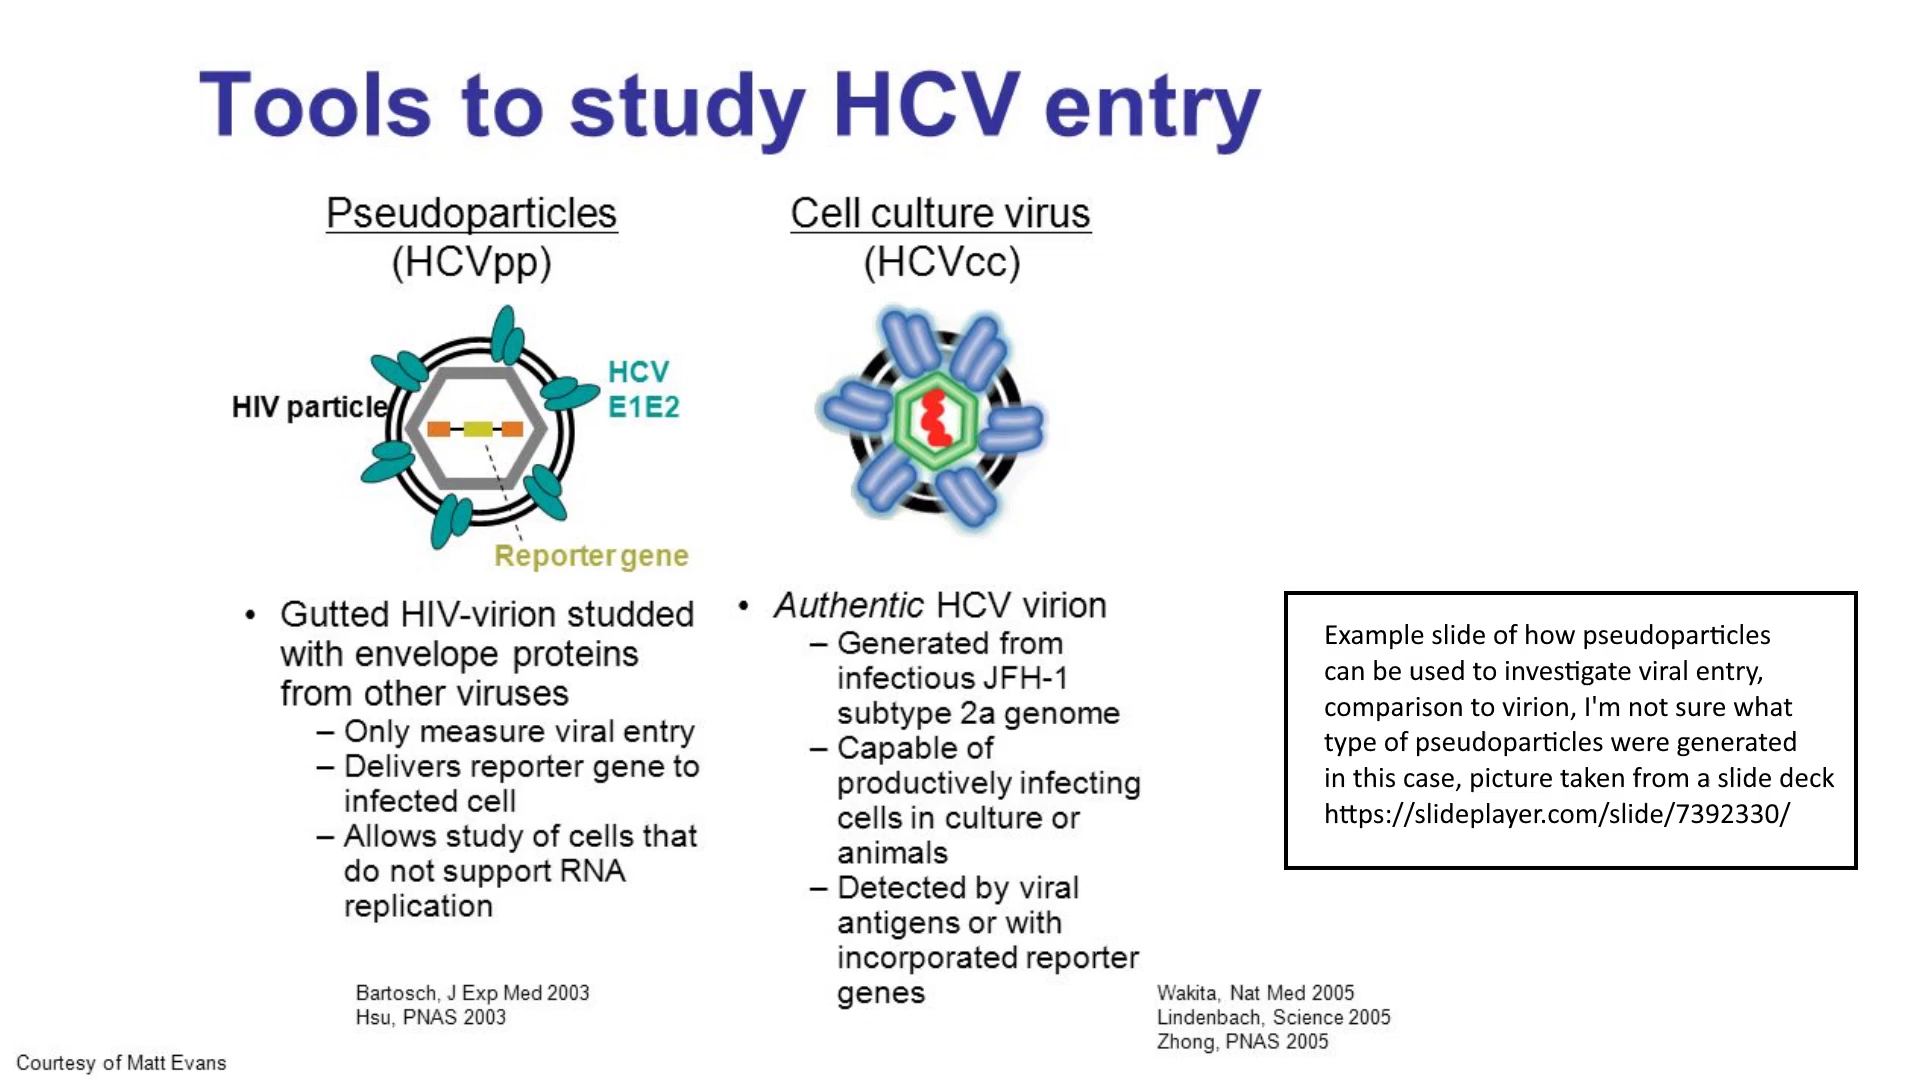 Tools to study HCV entry
Pseudoparticles
(HCVpp)
HIV particle
HCV
E1E2
Reporter gene
• Gutted HIV-virion studded
with envelope proteins
from other viruses
– Only measure viral entry
– Delivers reporter gene to
infected cell
– Allows study of cells that
do not support RNA
replication
Bartosch, J Exp Med 2003
Hsu, PNAS 2003
Cell culture virus
(HCVcc)
• Authentic HCV virion
– Generated from
infectious JFH-1
subtype 2a genome
– Capable of
productively infecting
cells in culture or
animals
– Detected by viral
antigens or with
incorporated reporter
genes
Wakita, Nat Med 2005
Lindenbach, Science 2005
Zhong, PNAS 2005
Example slide of how pseudoparticles
can be used to investigate viral entry,
comparison to virion, I'm not sure what
type of pseudoparticles were generated
in this case, picture taken from a slide deck
https://slideplayer.com/slide/7392330/
Courtesy of Matt Evans